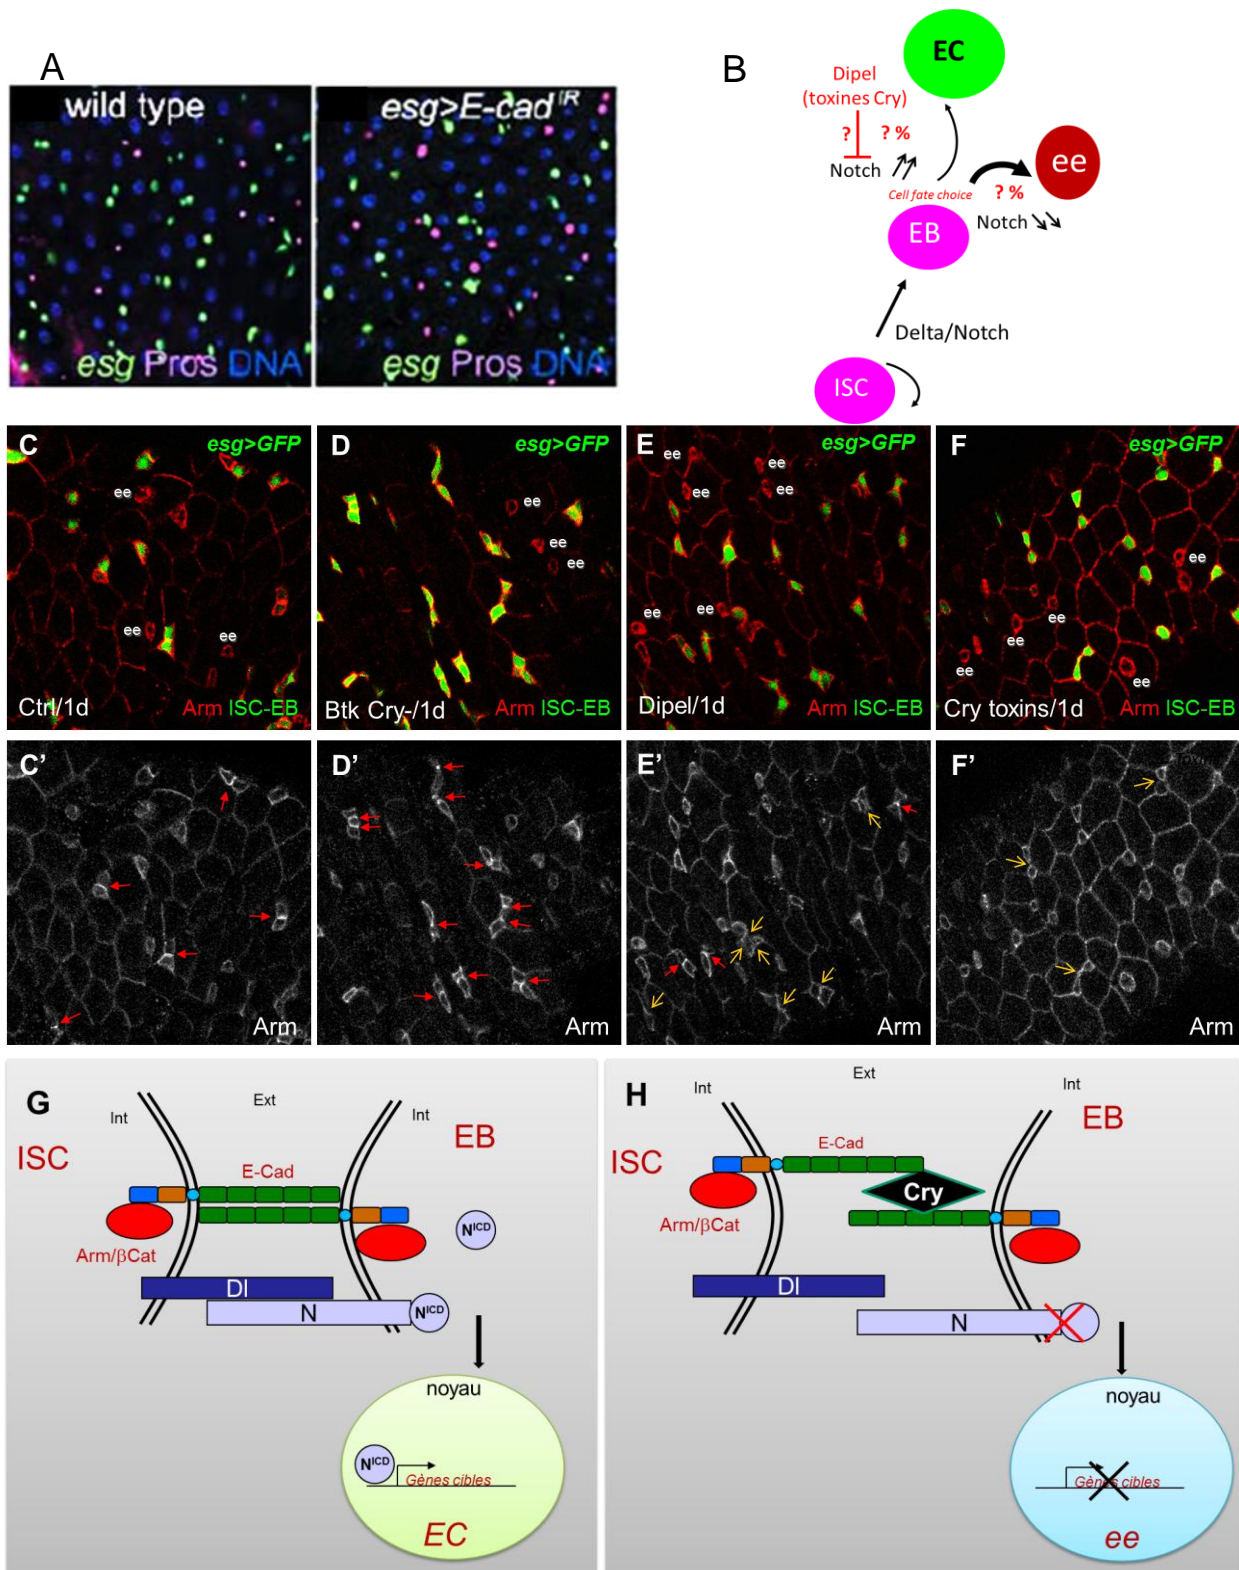 A
wild type
esg Pros DNA
esg>E-cad IR
esg Pros DNA
B
EC
Dipel
(toxines Cry)
?
? %
Notch
Cell fate choice
ee
? %
Notch
EB
Delta/Notch
ISC
C
esg>GFP
ee
ee
ee
Ctrl/1d
Arm ISC-EB
D
esg>GFP
ee
ee
ee
Btk Cry-/1d
Arm ISC-EB
E
esg>GFP
ee
ee
ee
ee
ee
ee
Dipel/1d
Arm ISC-EB
F
esg>GFP
ee
ee
ee
ee
ee
Cry toxins/1d
Arm ISC-EB
C'
Arm
D'
Arm
E'
Arm
F'
Arm
G
Int
Ext
Int
ISC
EB
E-Cad
Arm/βCat
N ICD
Dl
N
N ICD
noyau
N ICD
Gènes cibles
EC
H
Int
Ext
Int
ISC
EB
E-Cad
Cry
Arm/βCat
Dl
N
noyau
Gènes cibles
ee